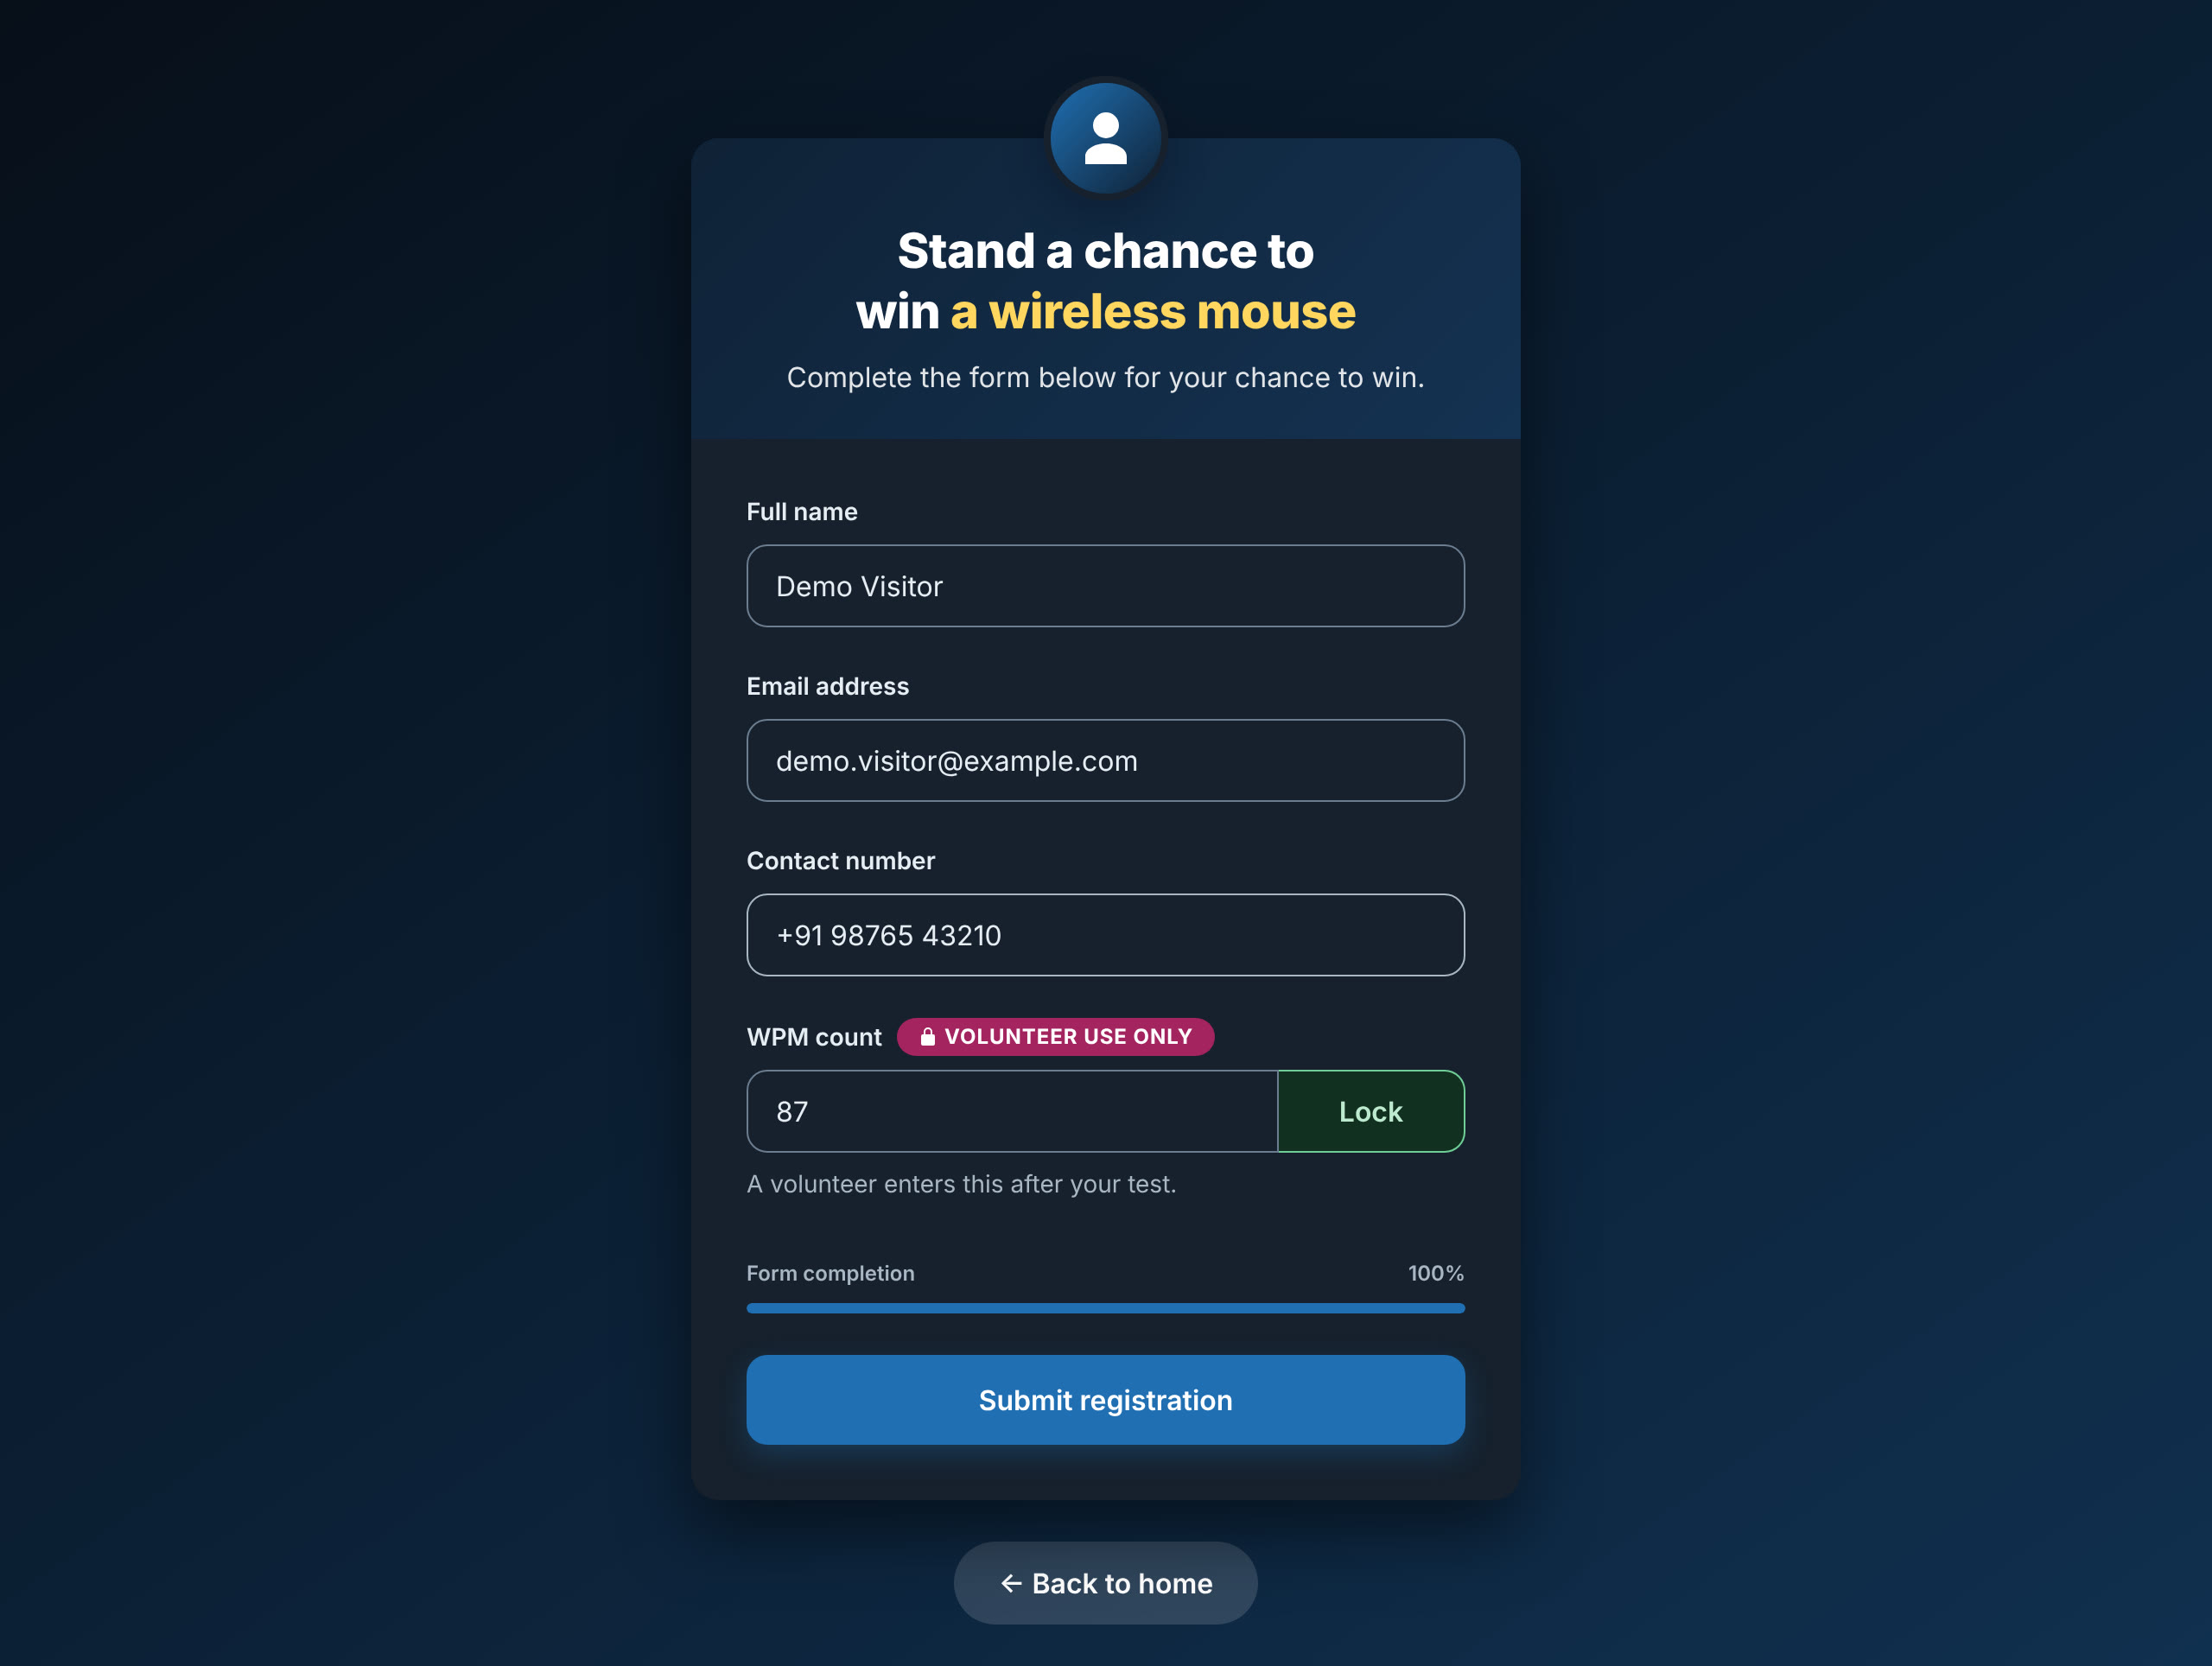 Stand a chance to
win a wireless mouse
Complete the form below for your chance to win.
Full name
Demo Visitor
Email address
demo.visitor@example.com
Contact number
+91 98765 43210
WPM count VOLUNTEER USE ONLY
87 Lock
A volunteer enters this after your test.
Form completion 100%
Submit registration
← Back to home